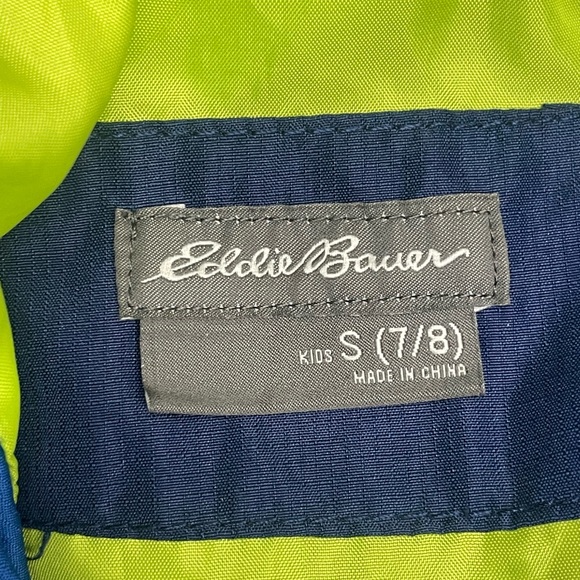 Eddie Bauer
KIDS S (7/8)
MADE IN CHINA